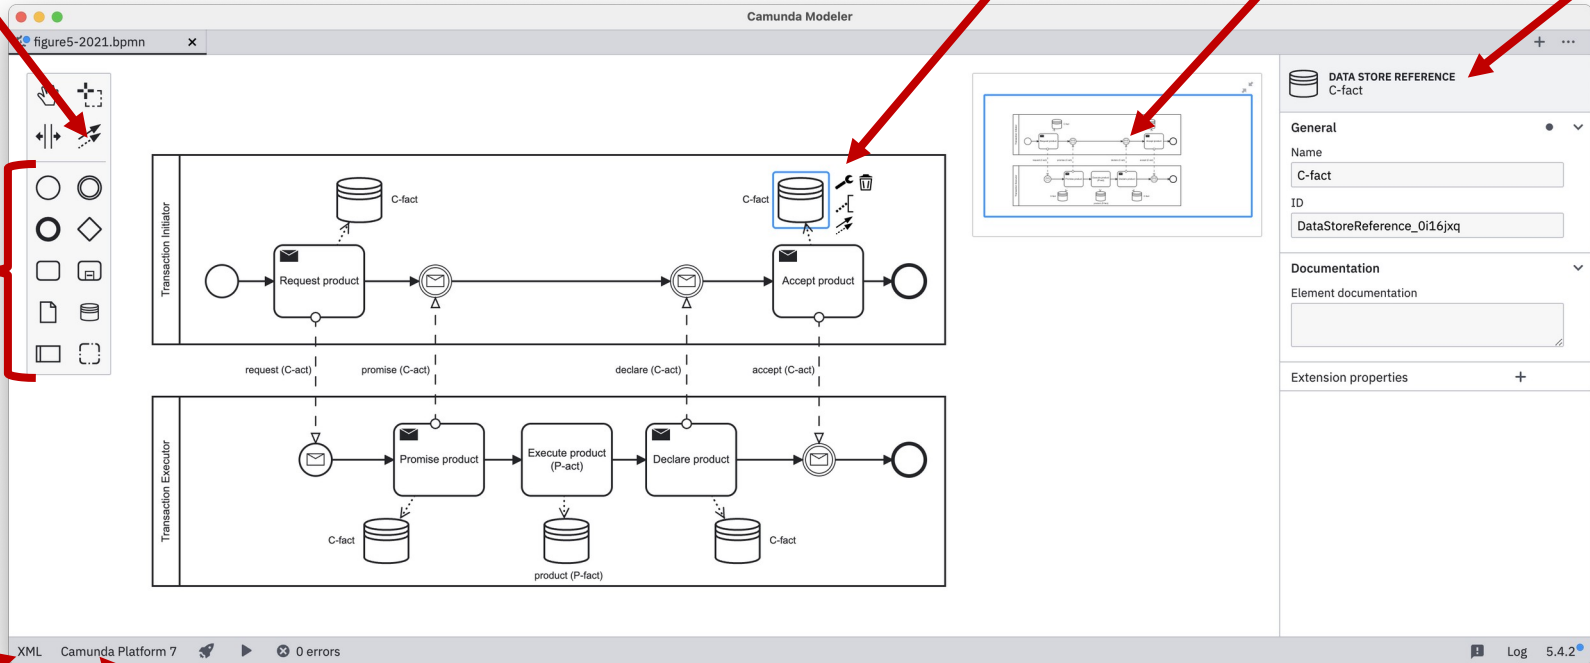 Camunda Modeler
figure5-2021.bpmn
DATA STORE REFERENCE
C-fact
General
Name
C-fact
ID
DataStoreReference_0i16jxq
Documentation
Element documentation
Extension properties
Transaction Initiator
C-fact
C-fact
Request product
Accept product
request (C-act)
promise (C-act)
declare (C-act)
accept (C-act)
Transaction Executor
Promise product
Execute product
(P-act)
Declare product
C-fact
C-fact
product (P-fact)
XML
Camunda Platform 7
0 errors
Log
5.4.2